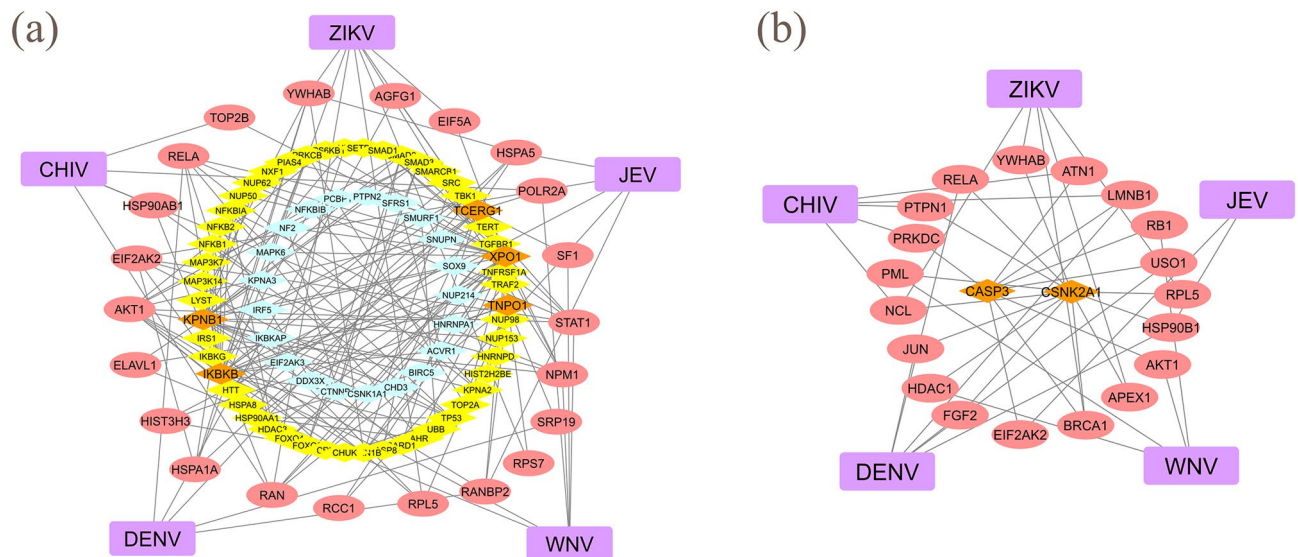 (a)
ZIKV
YWHAB
AGFG1
TOP2B
EIF5A
RELA
HSPA5
CHIV
JEV
POLR2A
HSP90AB1
EIF2AK2
SF1
AKT1
STAT1
ELAVL1
NPM1
HIST3H3
SRP19
HSPA1A
RPS7
RAN
RANBP2
RCC1
RPL5
DENV
WNV
SETD
SMAD1
SMAD3
SMARCB1
SRC
TBK1
TCERG1
TERT
TGFBR1
XPO1
TNFRSF1A
TRAF2
TNPO1
NUP98
NUP153
HNRNPD
HIST2H2BE
KPNA2
TOP2A
TP53
UBB
AHR
CHUK
HDAC3
HSP90AA1
HSPA8
HTT
IKBKB
IKBKG
IRS1
KPNB1
LYST
MAP3K14
MAP3K7
NFKB1
NFKB2
NFKBIA
NUP50
NUP62
NXF1
PIAS4
PRKCB
PTPN2
SFRS1
SMURF1
SNUPN
SOX9
NUP214
HNRNPA1
ACVR1
BIRC5
CHD3
CSNK1A1
DDX3X
EIF2AK3
IKBKAP
IRF5
KPNA3
MAPK6
NF2
NFKBIB
(b)
ZIKV
YWHAB
ATN1
RELA
LMNB1
CHIV
JEV
PTPN1
RB1
PRKDC
USO1
PML
CASP3
CSNK2A1
RPL5
NCL
HSP90B1
JUN
AKT1
HDAC1
APEX1
FGF2
BRCA1
EIF2AK2
DENV
WNV